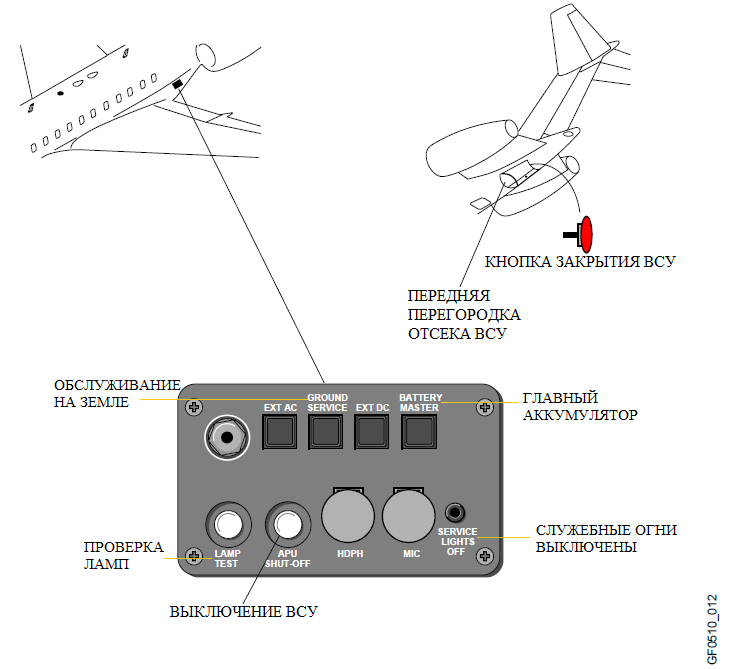 КНОПКА ЗАКРЫТИЯ ВСУ
ПЕРЕДНЯЯ
ПЕРЕГОРОДКА
ОТСЕКА ВСУ
ОБСЛУЖИВАНИЕ
НА ЗЕМЛЕ
EXT AC
GROUND
SERVICE
EXT DC
BATTERY
MASTER
ГЛАВНЫЙ
АККУМУЛЯТОР
ПРОВЕРКА
ЛАМП
LAMP
TEST
APU
SHUT-OFF
HDPH
MIC
SERVICE
LIGHTS
OFF
СЛУЖЕБНЫЕ ОГНИ
ВЫКЛЮЧЕНЫ
ВЫКЛЮЧЕНИЕ ВСУ
GF0510_012